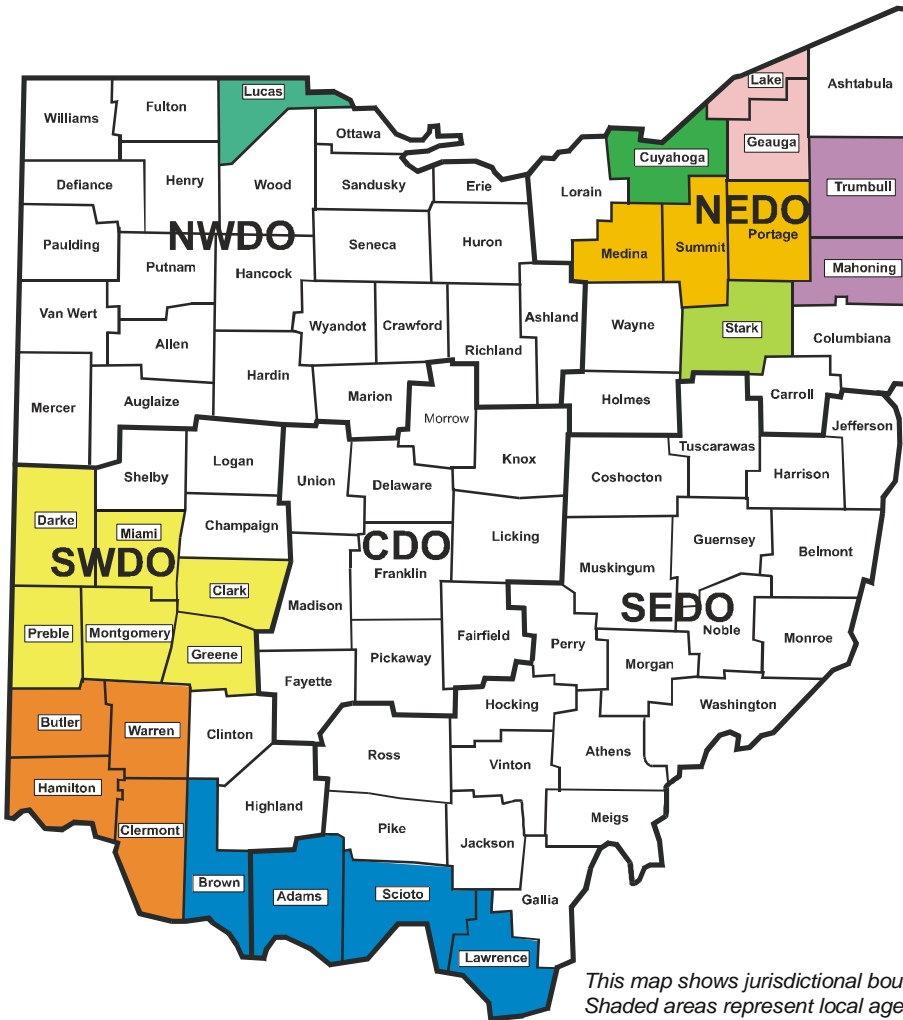 Lake
Ashtabula
Lucas
Fulton
Williams
Ottawa
Geauga
Cuyahoga
Henry
Wood
Defiance
Sandusky
Erie
Lorain
Trumbull
NWDO
NEDO
Paulding
Seneca
Huron
Portage
Summit
Medina
Putnam
Hancock
Mahoning
Van Wert
Wyandot
Crawford
Ashland
Wayne
Stark
Columbiana
Allen
Richland
Hardin
Marion
Carroll
Mercer
Auglaize
Morrow
Holmes
Jefferson
Tuscarawas
Logan
Knox
Shelby
Union
Delaware
Coshocton
Harrison
Darke
Miami
Champaign
Licking
Guernsey
Belmont
SWDO
CDO
Franklin
Muskingum
Clark
Madison
SEDO
Preble
Montgomery
Fairfield
Noble
Monroe
Greene
Pickaway
Perry
Morgan
Fayette
Hocking
Washington
Butler
Warren
Clinton
Ross
Athens
Vinton
Hamilton
Highland
Clermont
Pike
Jackson
Meigs
Brown
Adams
Scioto
Gallia
Lawrence
This map shows jurisdictional bou
Shaded areas represent local age